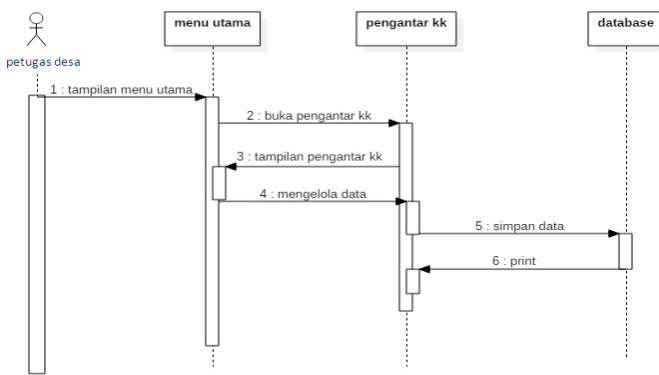 menu utama
pengantar kk
database
petugas desa
1 : tampilan menu utama
2 : buka pengantar kk
3 : tampilan pengantar kk
4 : mengelola data
5 : simpan data
6 : print